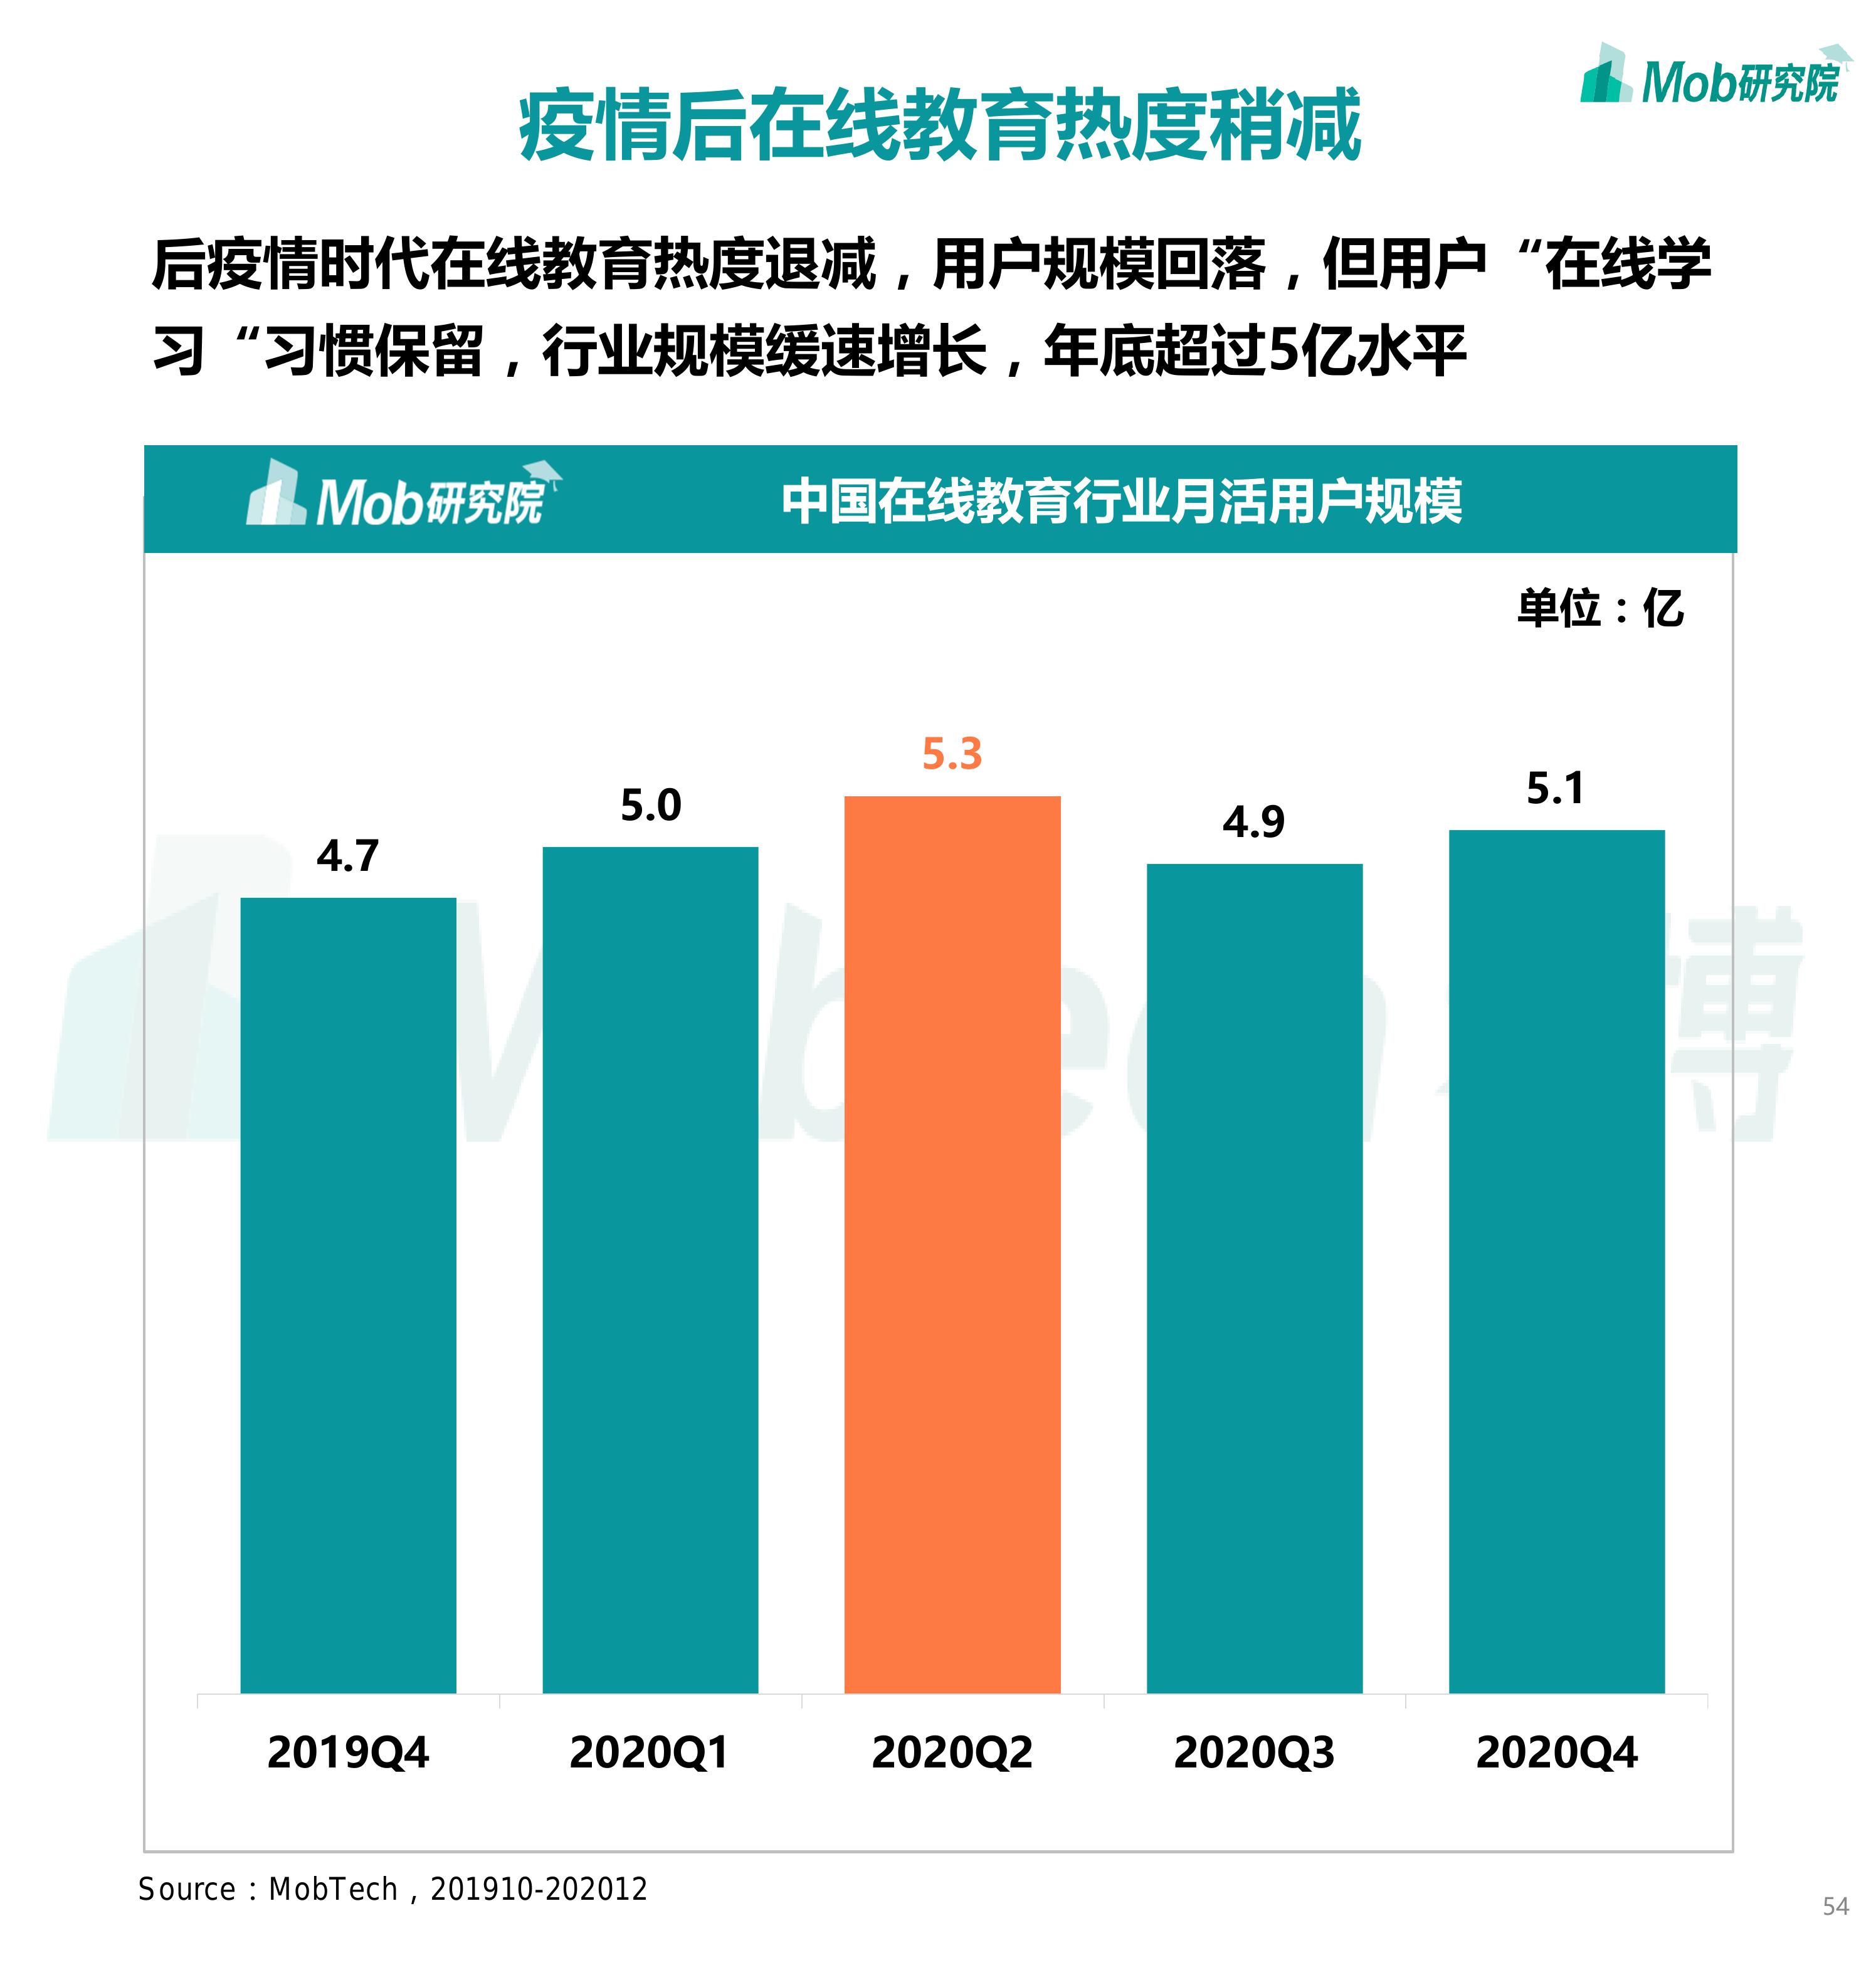 Mob研究院
疫情后在线教育热度稍减
后疫情时代在线教育热度退减，用户规模回落，但用户“在线学
习“习惯保留，行业规模缓速增长，年底超过5亿水平
Mob研究院
中国在线教育行业月活用户规模
单位：亿
4.7
5.0
5.3
4.9
5.1
2019Q4
2020Q1
2020Q2
2020Q3
2020Q4
Source：MobTech，201910-202012
54